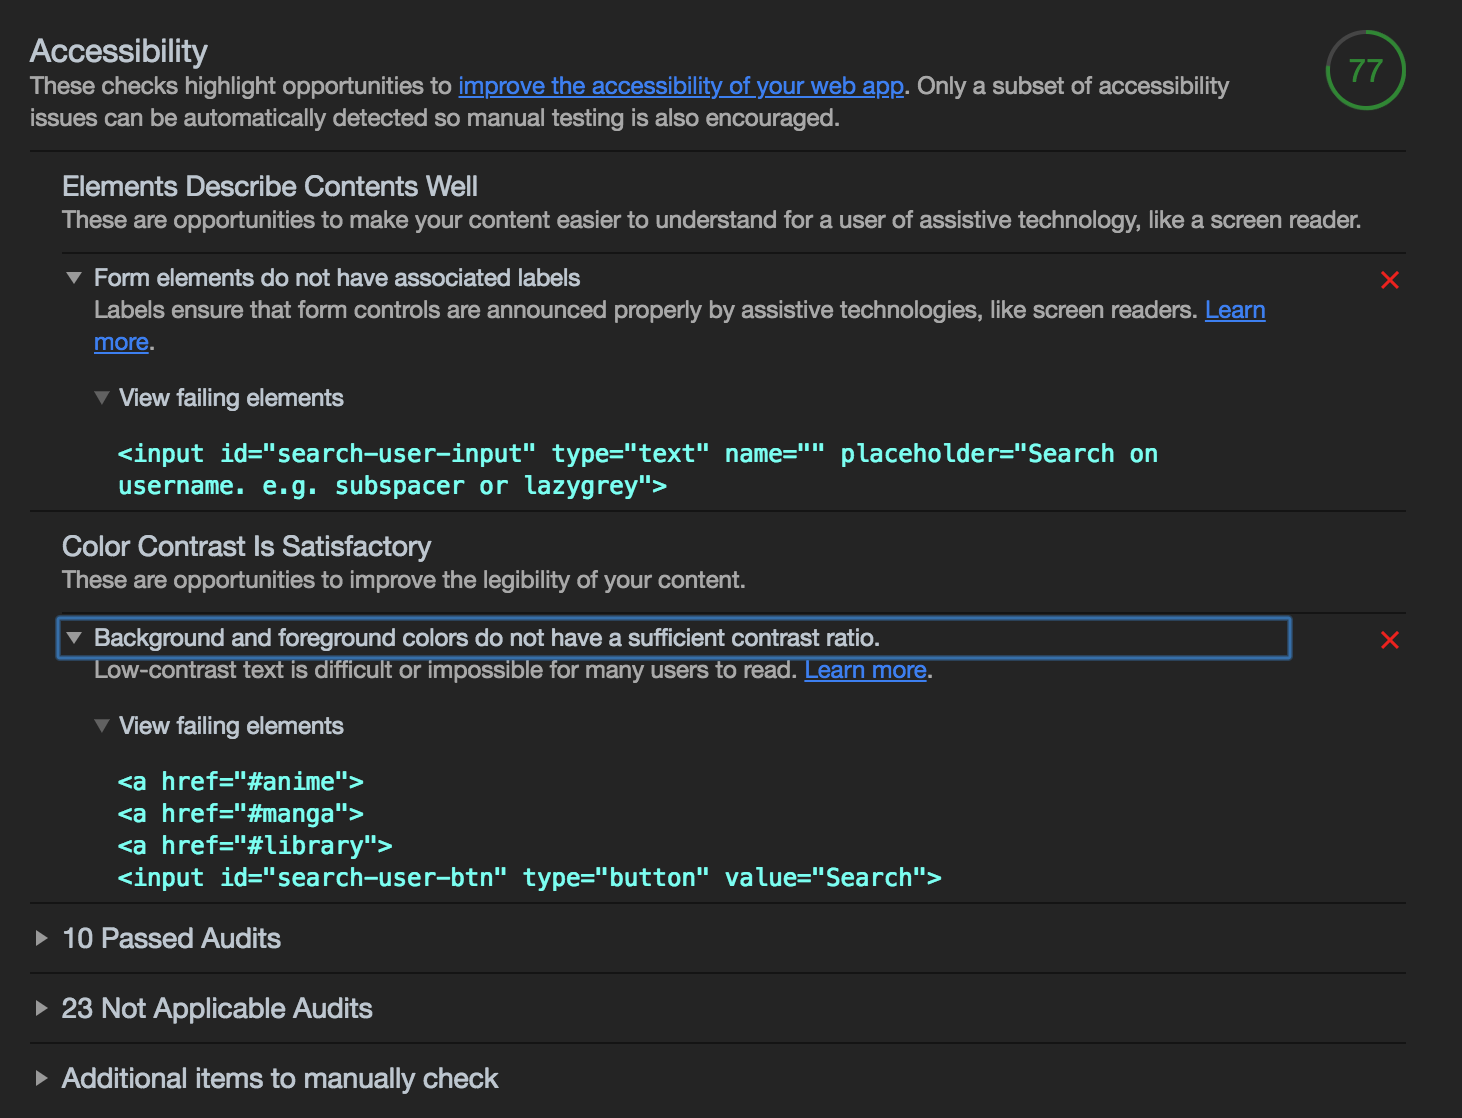 Accessibility
77
These checks highlight opportunities to improve the accessibility of your web app. Only a subset of accessibility
issues can be automatically detected so manual testing is also encouraged.
Elements Describe Contents Well
These are opportunities to make your content easier to understand for a user of assistive technology, like a screen reader.
Form elements do not have associated labels
Labels ensure that form controls are announced properly by assistive technologies, like screen readers. Learn
more.
View failing elements
<input id="search-user-input" type="text" name="" placeholder="Search on
username. e.g. subspacer or lazygrey">
Color Contrast Is Satisfactory
These are opportunities to improve the legibility of your content.
Background and foreground colors do not have a sufficient contrast ratio.
Low-contrast text is difficult or impossible for many users to read. Learn more.
View failing elements
<a href="#anime">
<a href="#manga">
<a href="#library">
<input id="search-user-btn" type="button" value="Search">
10 Passed Audits
23 Not Applicable Audits
Additional items to manually check